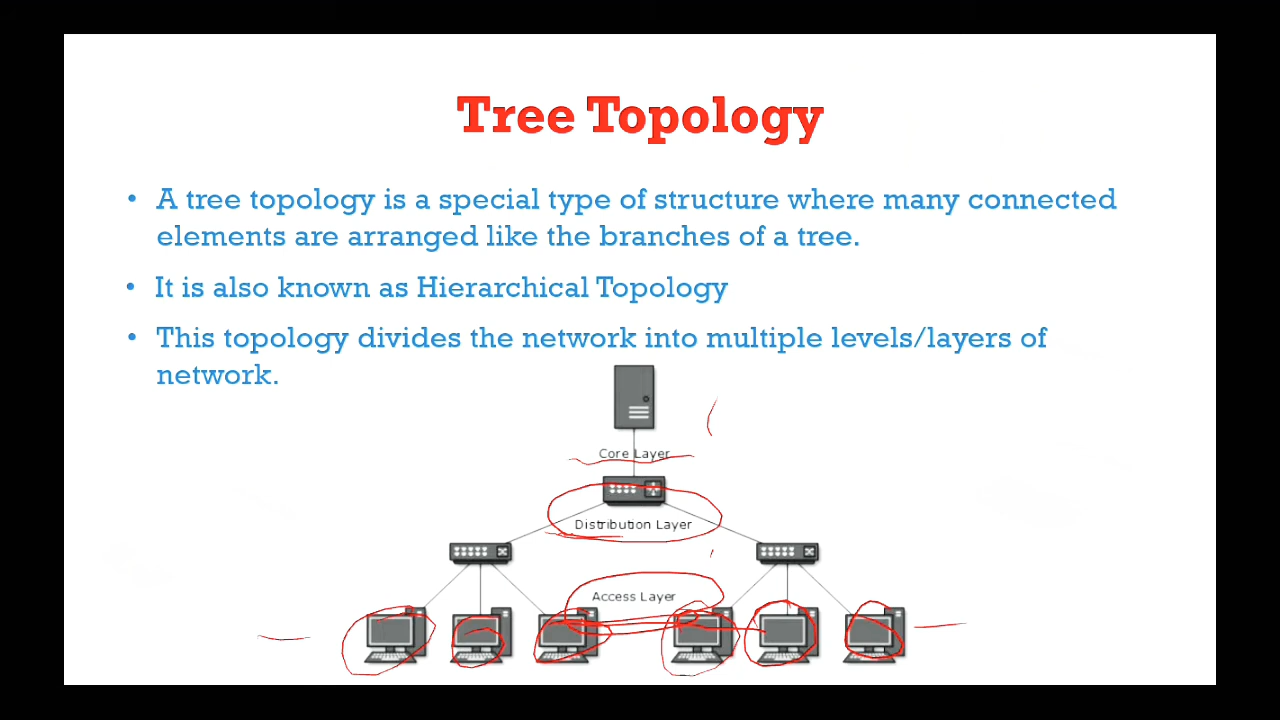 Tree Topology
• A tree topology is a special type of structure where many connected
elements are arranged like the branches of a tree.
• It is also known as Hierarchical Topology
• This topology divides the network into multiple levels/layers of
network.
Core Layer
Distribution Layer
Access Layer